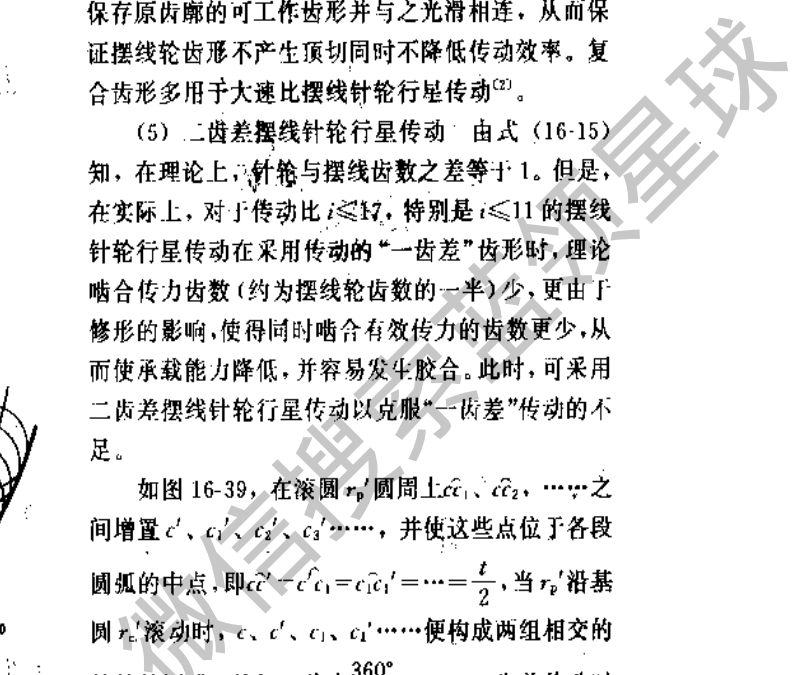 保存原齿廓的可工作齿形并与之光滑相连，从而保
证摆线轮齿形不产生顶切同时不降低传动效率。复
合齿形多用于大速比摆线针轮行星传动〔2〕。
(5) 二齿差摆线针轮行星传动 由式 (16-15)
知，在理论上，针轮与摆线齿数之差等于 1。但是，
在实际上，对于传动比 i≤17，特别是 i≤11 的摆线
针轮行星传动在采用传动的“一齿差”齿形时，理论
啮合传力齿数(约为摆线轮齿数的一半)少，更由于
修形的影响，使得同时啮合有效传力的齿数更少，从
而使承载能力降低，并容易发生胶合。此时，可采用
二齿差摆线针轮行星传动以克服“一齿差”传动的不
足。
如图 16-39，在滚圆 rp′圆周上cc1、cc2，……之
间增置 c′、c1′、c2′、c3′……，并使这些点位于各段
圆弧的中点，即cc′=c′c1=c1c1′=…=t/2，当 rp′沿基
圆 rc′滚动时，c、c′、c1、c1′……便构成两组相交的
360°
微信搜索蓝领星球